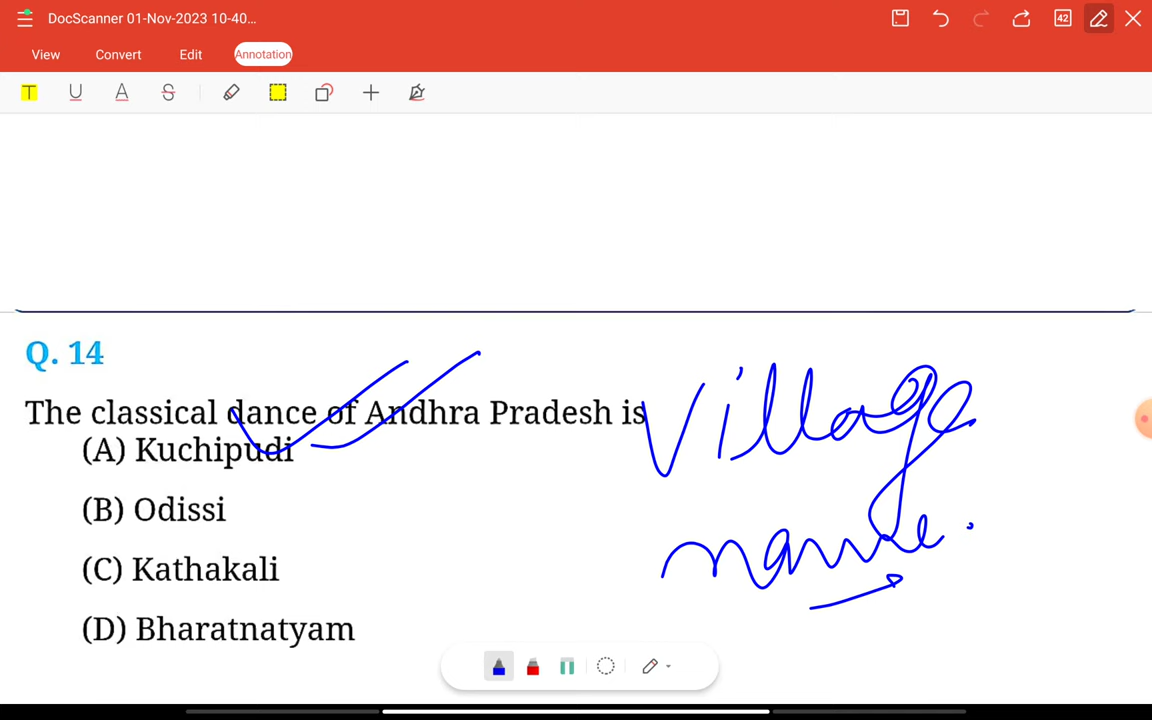 DocScanner 01-Nov-2023 10-40...
42
View Convert Edit Annotation
T U A S
Q. 14
The classical dance of Andhra Pradesh is
(A) Kuchipudi
(B) Odissi
(C) Kathakali
(D) Bharatnatyam
Village